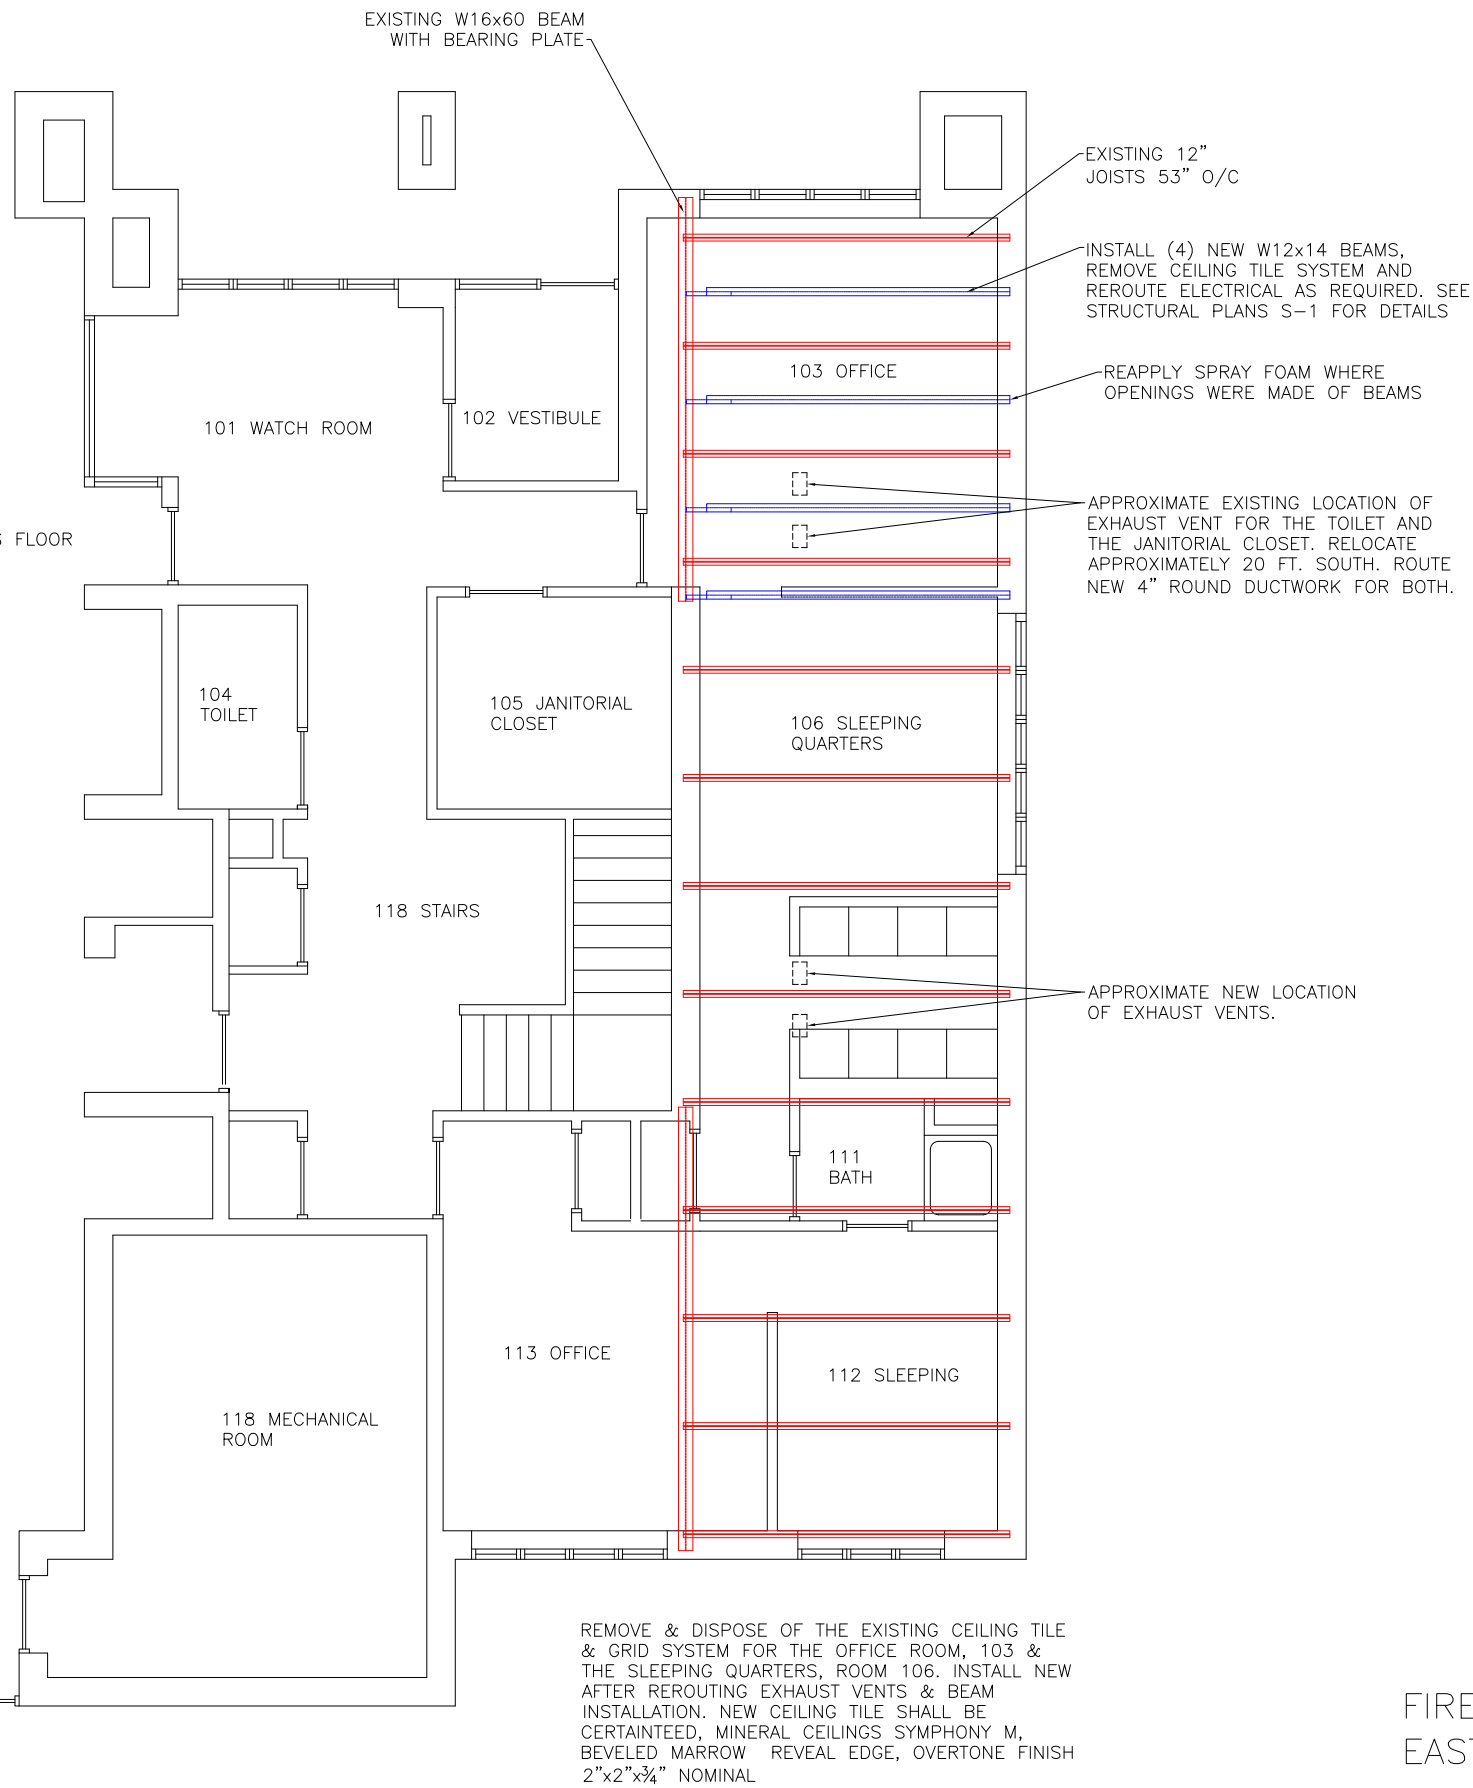 EXISTING W16x60 BEAM
WITH BEARING PLATE
EXISTING 12"
JOISTS 53" O/C
INSTALL (4) NEW W12x14 BEAMS,
REMOVE CEILING TILE SYSTEM AND
REROUTE ELECTRICAL AS REQUIRED. SEE
STRUCTURAL PLANS S-1 FOR DETAILS
103 OFFICE
REAPPLY SPRAY FOAM WHERE
OPENINGS WERE MADE OF BEAMS
101 WATCH ROOM
102 VESTIBULE
APPROXIMATE EXISTING LOCATION OF
EXHAUST VENT FOR THE TOILET AND
THE JANITORIAL CLOSET. RELOCATE
APPROXIMATELY 20 FT. SOUTH. ROUTE
NEW 4" ROUND DUCTWORK FOR BOTH.
S FLOOR
104
TOILET
105 JANITORIAL
CLOSET
106 SLEEPING
QUARTERS
118 STAIRS
APPROXIMATE NEW LOCATION
OF EXHAUST VENTS.
111
BATH
113 OFFICE
112 SLEEPING
118 MECHANICAL
ROOM
REMOVE & DISPOSE OF THE EXISTING CEILING TILE
& GRID SYSTEM FOR THE OFFICE ROOM, 103 &
THE SLEEPING QUARTERS, ROOM 106. INSTALL NEW
AFTER REROUTING EXHAUST VENTS & BEAM
INSTALLATION. NEW CEILING TILE SHALL BE
CERTAINTEED, MINERAL CEILINGS SYMPHONY M,
BEVELED MARROW REVEAL EDGE, OVERTONE FINISH
2"x2"x¾" NOMINAL
FIRE
EAST